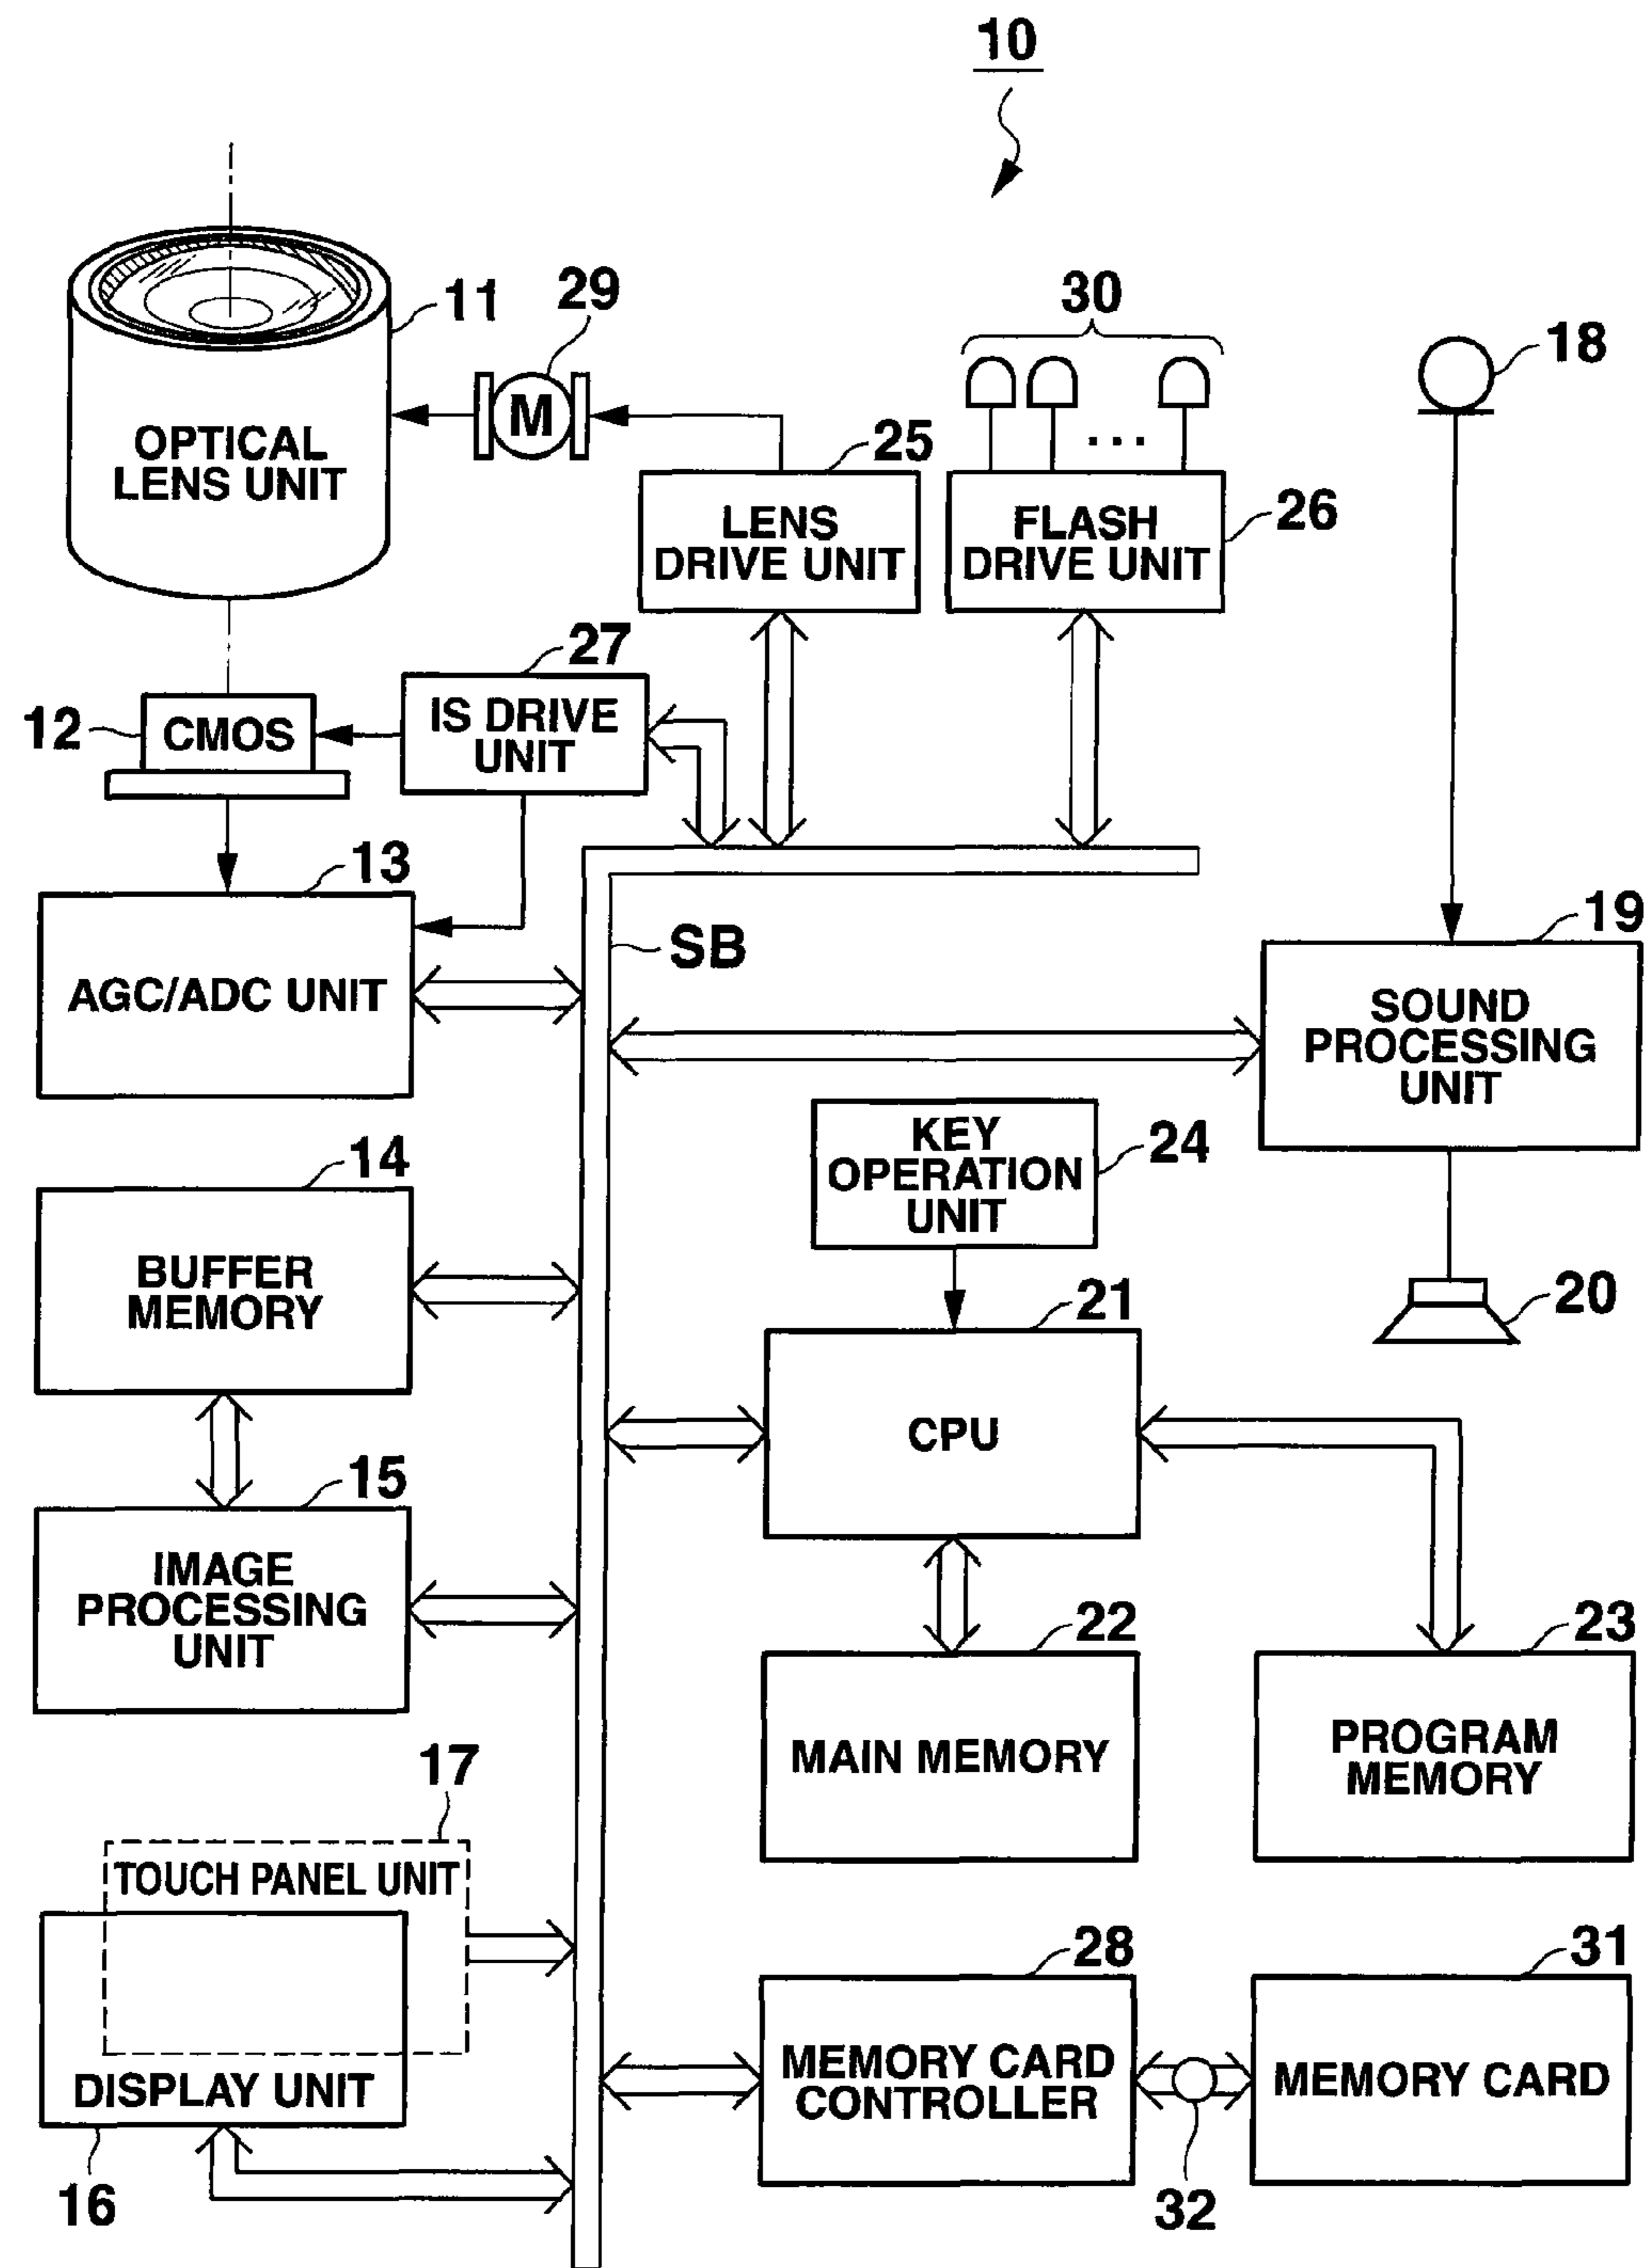 10
11
OPTICAL
LENS UNIT
29
M
30
18
25
LENS
DRIVE UNIT
FLASH
DRIVE UNIT
26
27
IS DRIVE
UNIT
12
CMOS
13
AGC/ADC UNIT
SB
19
SOUND
PROCESSING
UNIT
14
BUFFER
MEMORY
KEY
OPERATION
UNIT
24
20
21
CPU
15
IMAGE
PROCESSING
UNIT
22
MAIN MEMORY
23
PROGRAM
MEMORY
17
TOUCH PANEL UNIT
DISPLAY UNIT
16
28
MEMORY CARD
CONTROLLER
31
MEMORY CARD
32